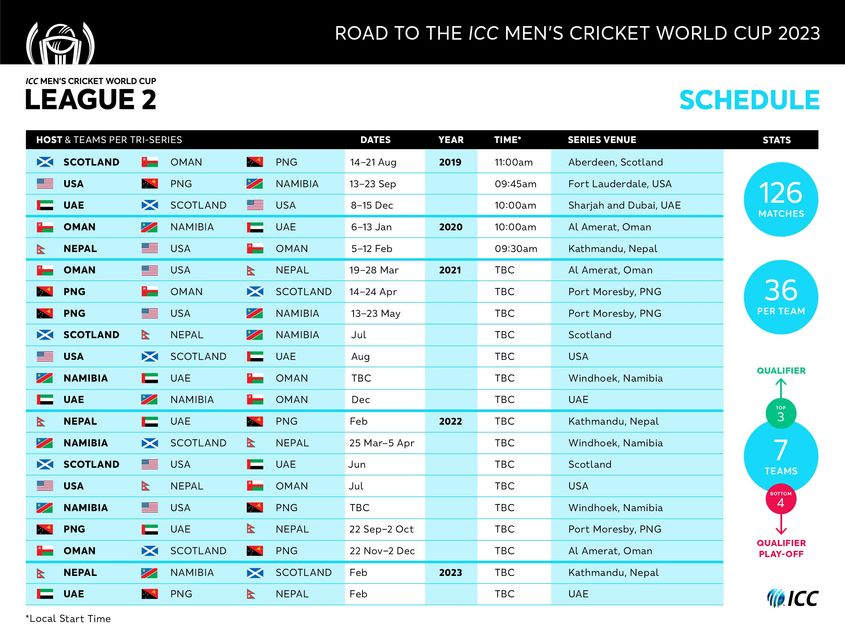 ROAD TO THE ICC MEN'S CRICKET WORLD CUP 2023
ICC MEN'S CRICKET WORLD CUP
LEAGUE 2
SCHEDULE
HOST & TEAMS PER TRI-SERIES DATES YEAR TIME* SERIES VENUE STATS
SCOTLAND OMAN PNG 14–21 Aug 2019 11:00am Aberdeen, Scotland
USA PNG NAMIBIA 13–23 Sep 09:45am Fort Lauderdale, USA
UAE SCOTLAND USA 8–15 Dec 10:00am Sharjah and Dubai, UAE
OMAN NAMIBIA UAE 6–13 Jan 2020 10:00am Al Amerat, Oman
NEPAL USA OMAN 5–12 Feb 09:30am Kathmandu, Nepal
OMAN USA NEPAL 19–28 Mar 2021 TBC Al Amerat, Oman
PNG OMAN SCOTLAND 14–24 Apr TBC Port Moresby, PNG
PNG USA NAMIBIA 13–23 May TBC Port Moresby, PNG
SCOTLAND NEPAL NAMIBIA Jul TBC Scotland
USA SCOTLAND UAE Aug TBC USA
NAMIBIA UAE OMAN TBC TBC Windhoek, Namibia
UAE NAMIBIA OMAN Dec TBC UAE
NEPAL UAE PNG Feb 2022 TBC Kathmandu, Nepal
NAMIBIA SCOTLAND NEPAL 25 Mar–5 Apr TBC Windhoek, Namibia
SCOTLAND USA UAE Jun TBC Scotland
USA NEPAL OMAN Jul TBC USA
NAMIBIA USA PNG TBC TBC Windhoek, Namibia
PNG UAE NEPAL 22 Sep–2 Oct TBC Port Moresby, PNG
OMAN SCOTLAND PNG 22 Nov–2 Dec TBC Al Amerat, Oman
NEPAL NAMIBIA SCOTLAND Feb 2023 TBC Kathmandu, Nepal
UAE PNG NEPAL Feb TBC UAE
126
MATCHES
36
PER TEAM
QUALIFIER
TOP
3
7
TEAMS
BOTTOM
4
QUALIFIER
PLAY-OFF
ICC
*Local Start Time